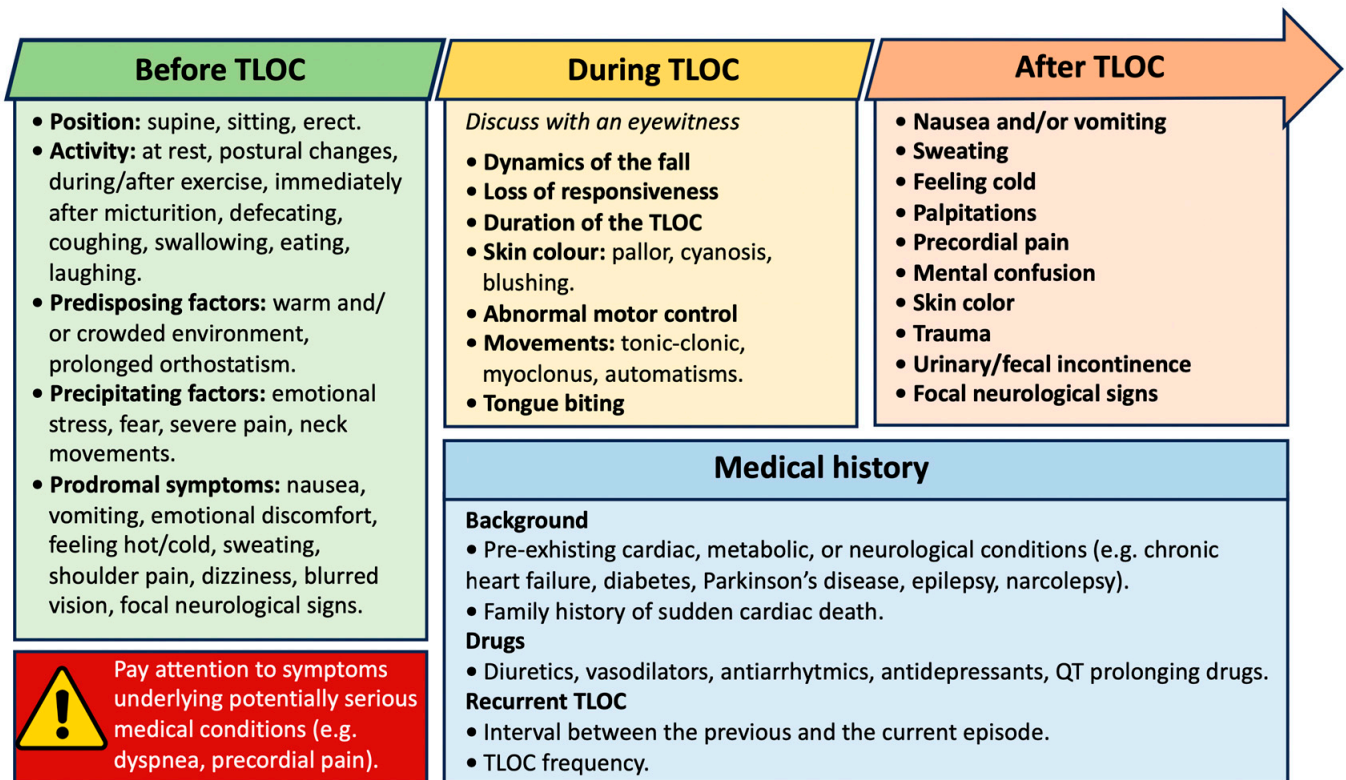 Before TLOC
• Position: supine, sitting, erect.
• Activity: at rest, postural changes,
during/after exercise, immediately
after micturition, defecating,
coughing, swallowing, eating,
laughing.
• Predisposing factors: warm and/
or crowded environment,
prolonged orthostatism.
• Precipitating factors: emotional
stress, fear, severe pain, neck
movements.
• Prodromal symptoms: nausea,
vomiting, emotional discomfort,
feeling hot/cold, sweating,
shoulder pain, dizziness, blurred
vision, focal neurological signs.
Pay attention to symptoms
underlying potentially serious
medical conditions (e.g.
dyspnea, precordial pain).
During TLOC
Discuss with an eyewitness
• Dynamics of the fall
• Loss of responsiveness
• Duration of the TLOC
• Skin colour: pallor, cyanosis,
blushing.
• Abnormal motor control
• Movements: tonic-clonic,
myoclonus, automatisms.
• Tongue biting
After TLOC
• Nausea and/or vomiting
• Sweating
• Feeling cold
• Palpitations
• Precordial pain
• Mental confusion
• Skin color
• Trauma
• Urinary/fecal incontinence
• Focal neurological signs
Medical history
Background
• Pre-exhisting cardiac, metabolic, or neurological conditions (e.g. chronic
heart failure, diabetes, Parkinson's disease, epilepsy, narcolepsy).
• Family history of sudden cardiac death.
Drugs
• Diuretics, vasodilators, antiarrhytmics, antidepressants, QT prolonging drugs.
Recurrent TLOC
• Interval between the previous and the current episode.
• TLOC frequency.